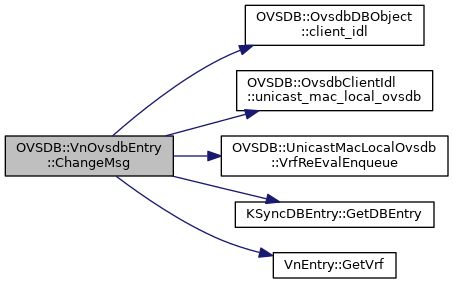 OVSDB::VnOvsdbEntry
::ChangeMsg
OVSDB::OvsdbDBObject
::client_idl
OVSDB::OvsdbClientIdl
::unicast_mac_local_ovsdb
OVSDB::UnicastMacLocalOvsdb
::VrfReEvalEnqueue
KSyncDBEntry::GetDBEntry
VnEntry::GetVrf